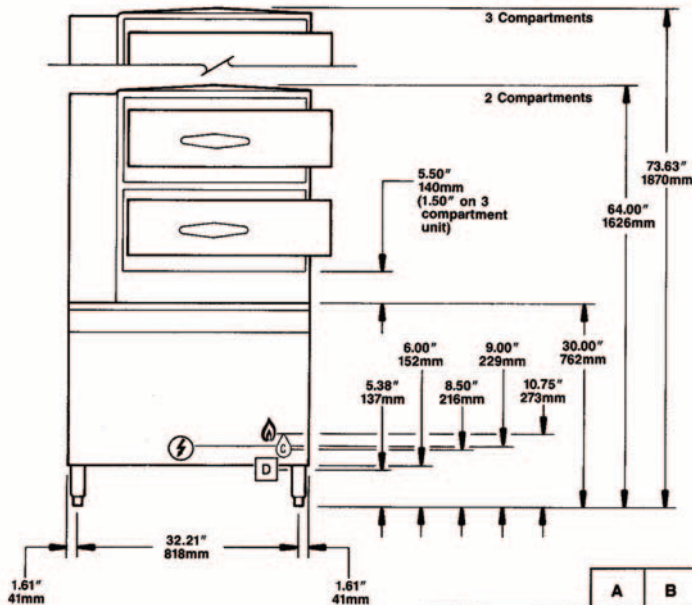 3 Compartments
2 Compartments
73.63"
1870mm
5.50"
140mm
(1.50" on 3
compartment
unit)
64.00"
1626mm
6.00"
152mm
9.00"
229mm
30.00"
762mm
5.38"
137mm
8.50"
216mm
10.75"
273mm
C
D
32.21"
818mm
1.61"
41mm
1.61"
41mm
A B